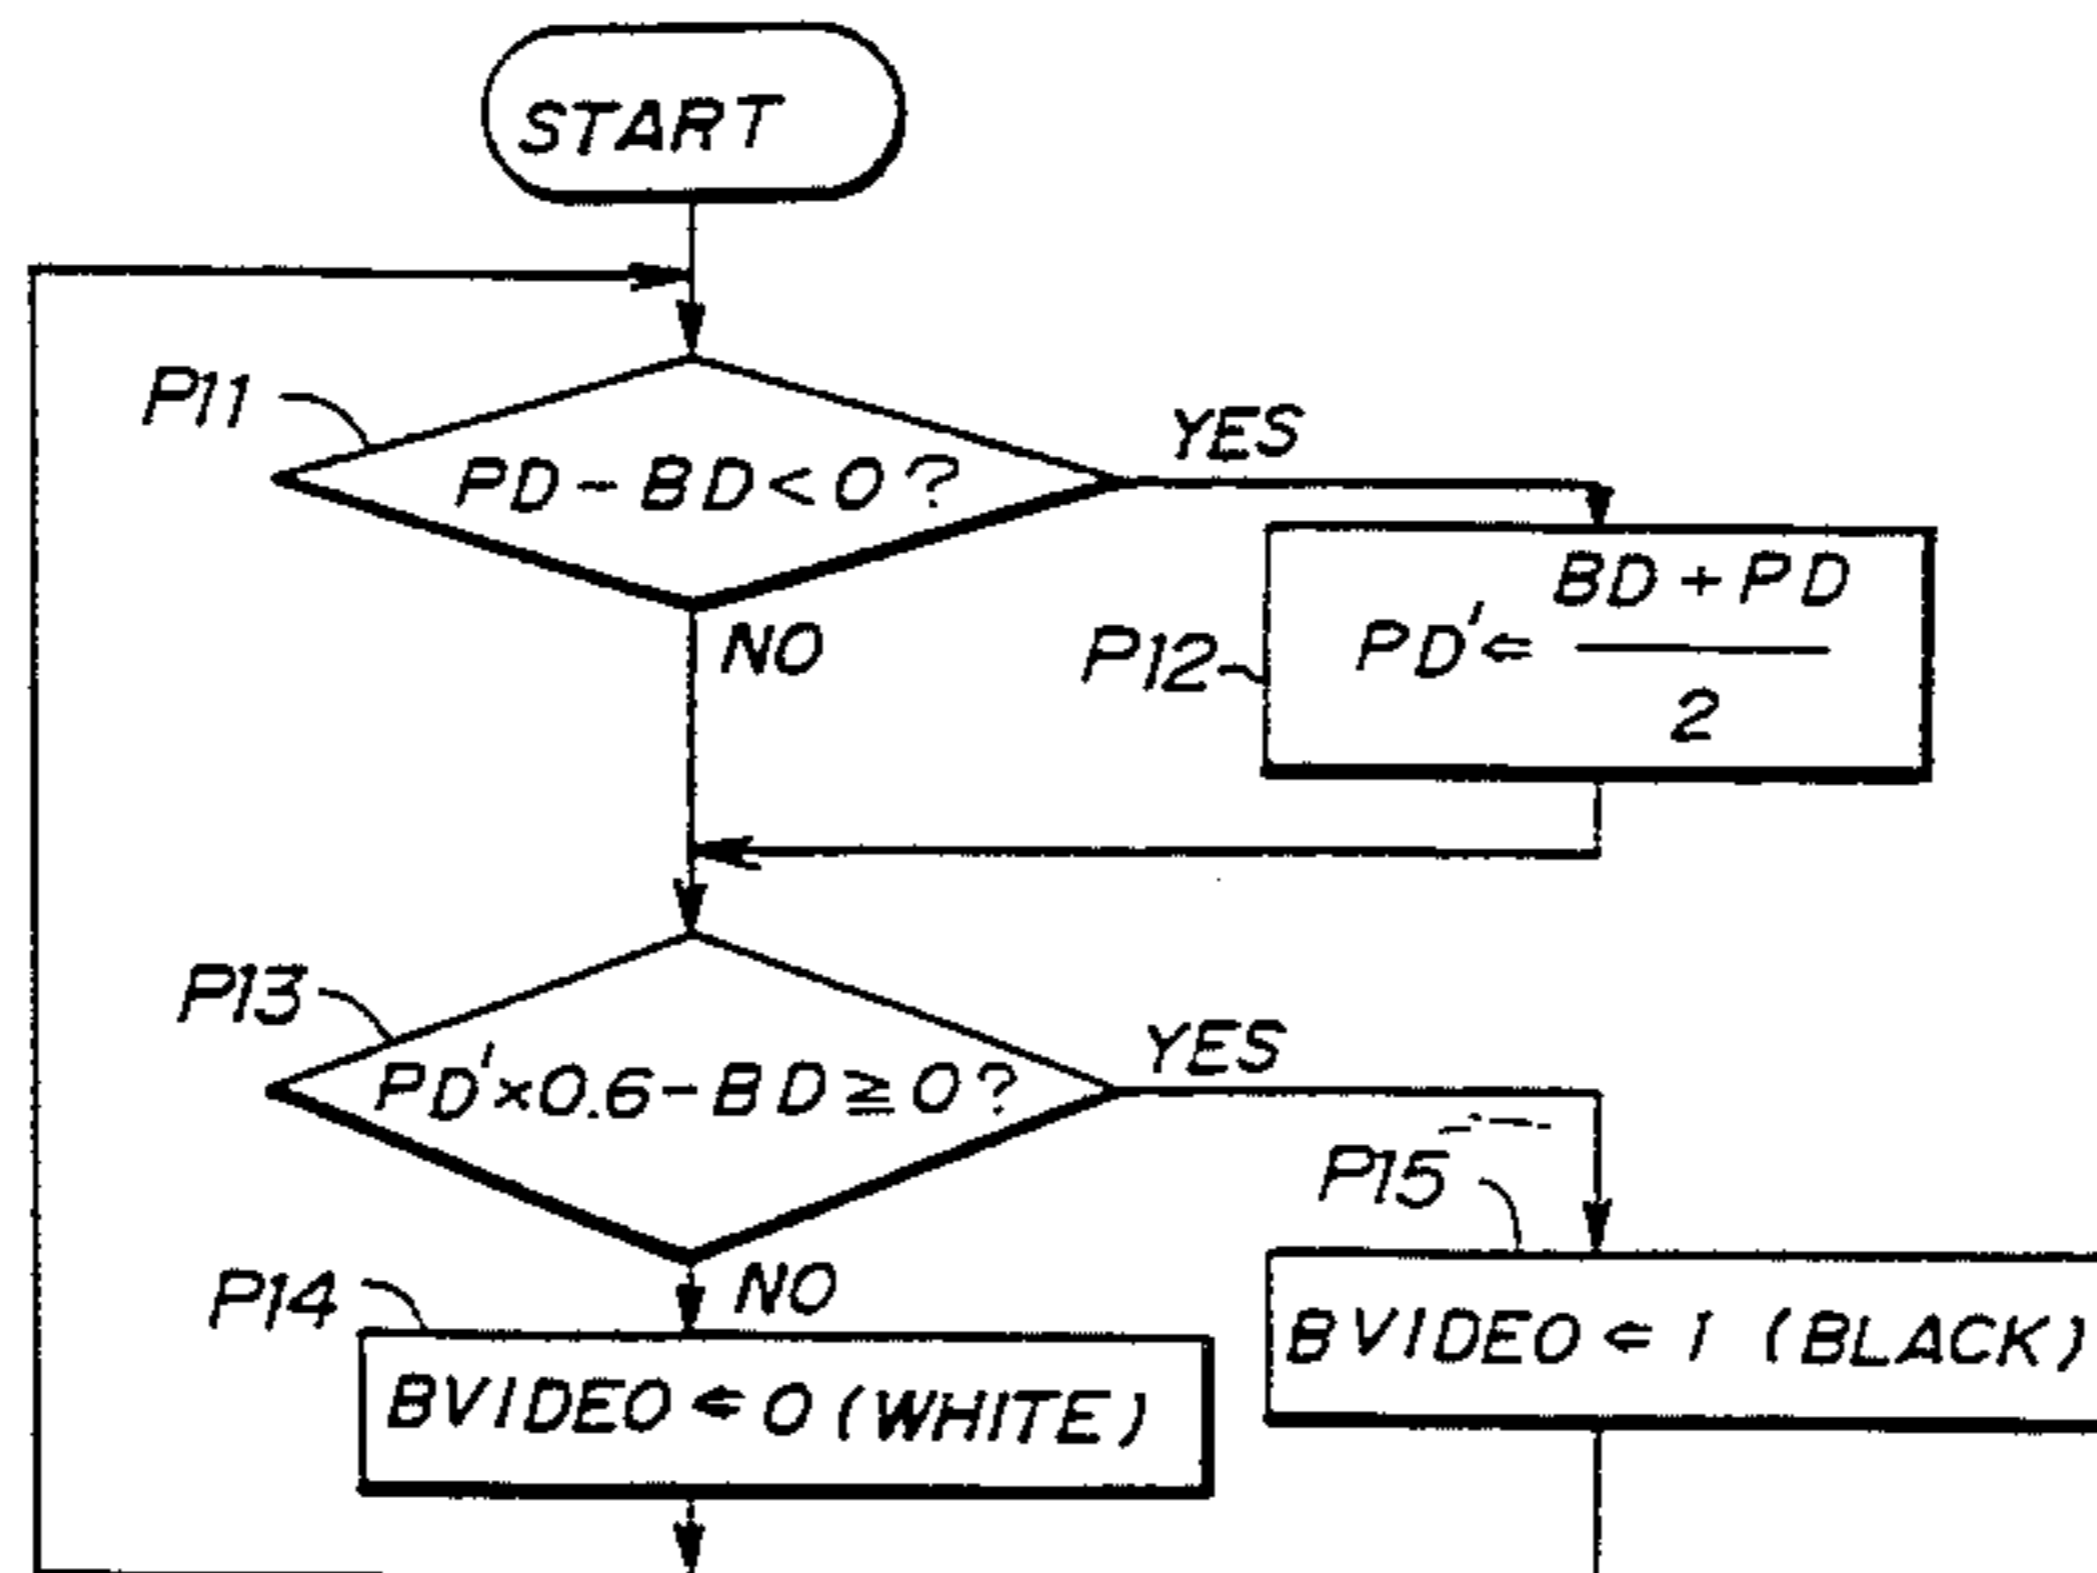 START
P11
PD - BD < 0 ?
YES
NO
P12
PD' ⇐ BD + PD / 2
P13
PD' × 0.6 - BD ≧ 0 ?
YES
NO
P15
BVIDEO ⇐ 1 (BLACK)
P14
BVIDEO ⇐ 0 (WHITE)